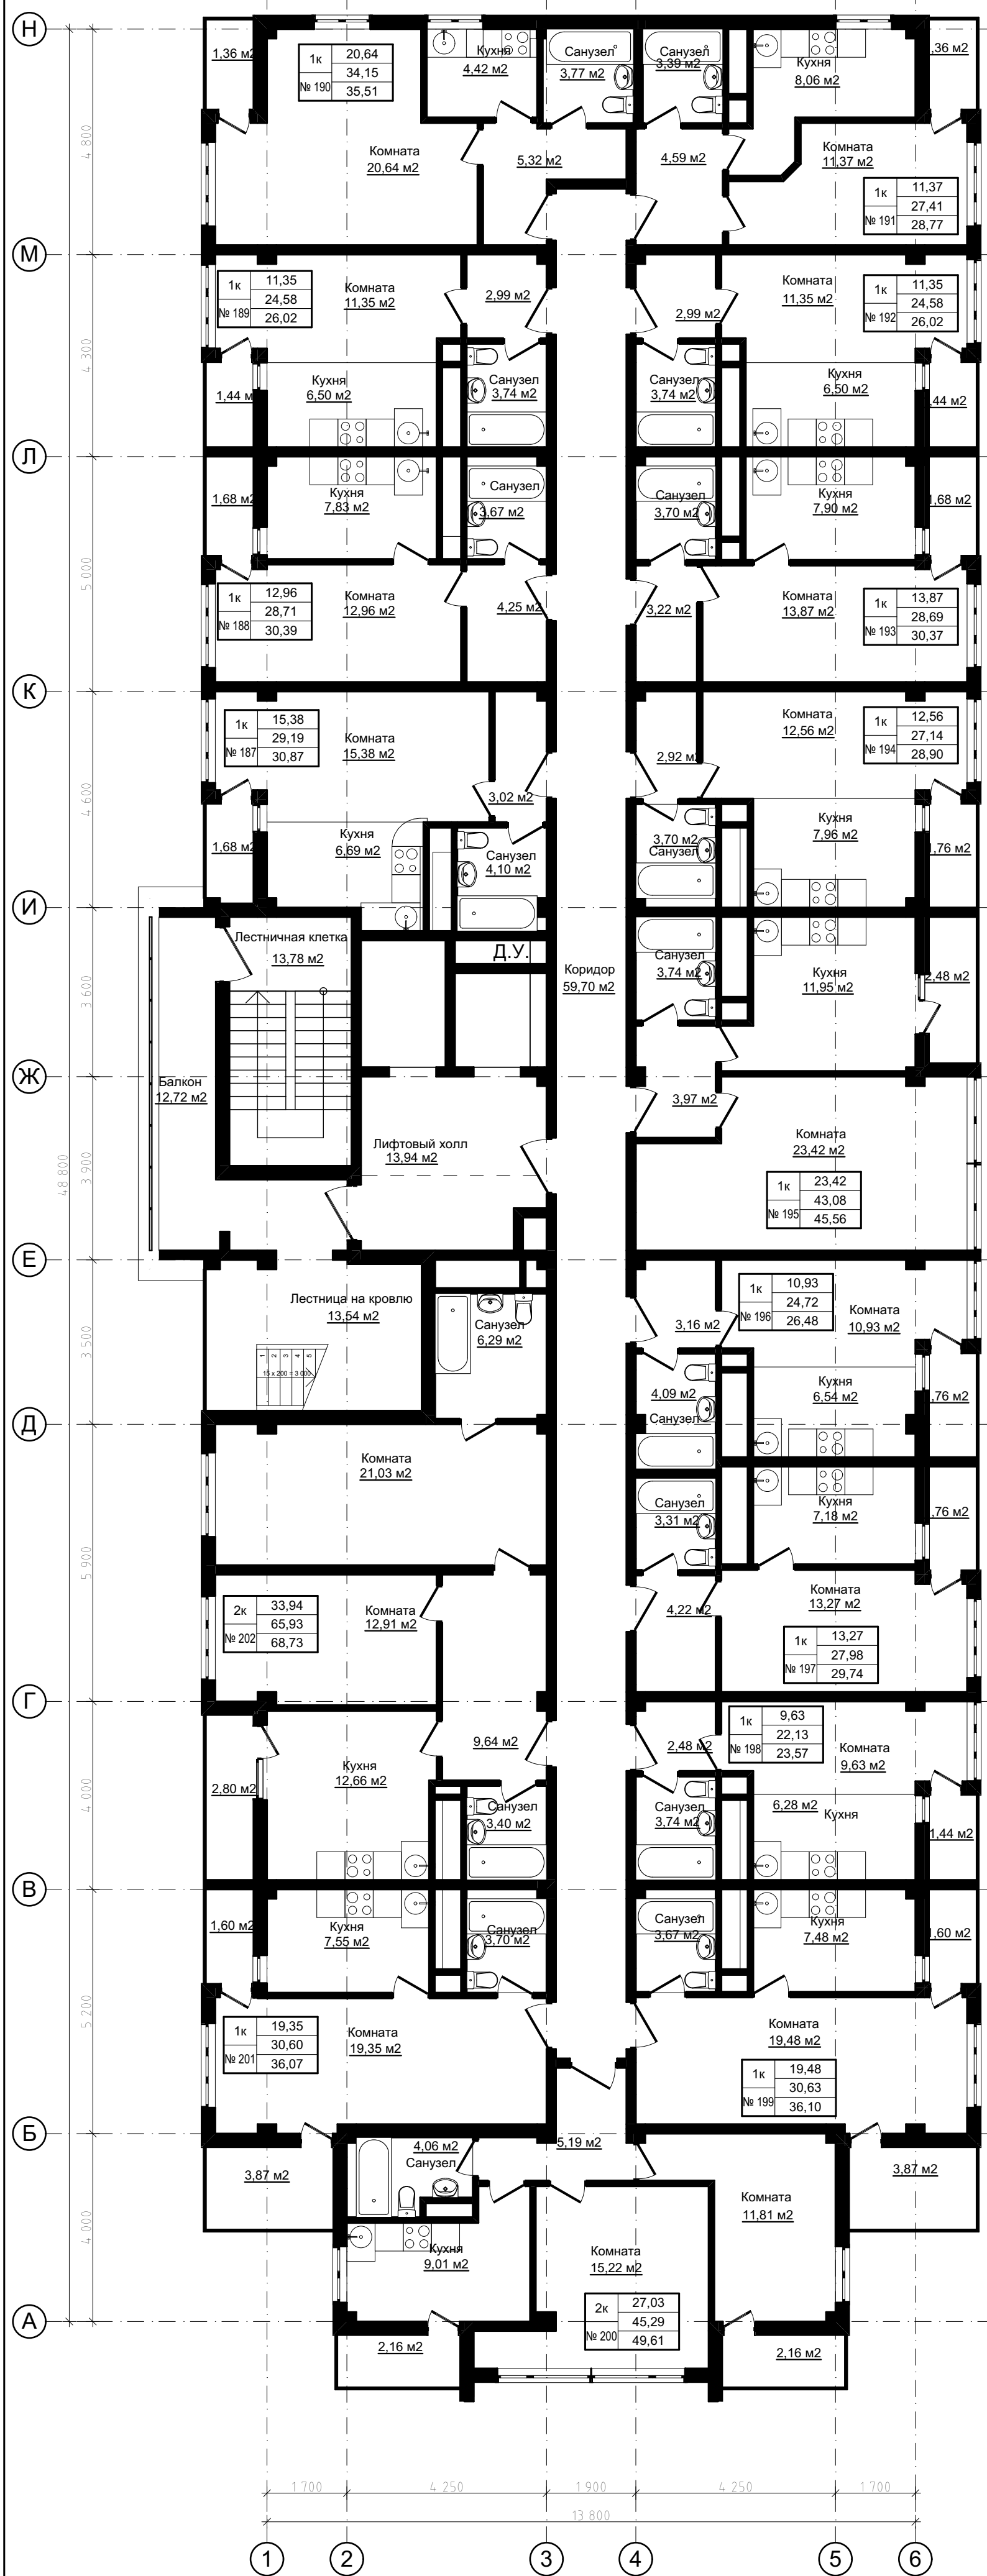 Н
1,36 м2
1к 20,64
34,15
№ 190 35,51
Кухня
4,42 м2
Санузел
3,77 м2
Санузел
3,39 м2
Кухня
8,06 м2
,36 м2
4 800
Комната
20,64 м2
5,32 м2
4,59 м2
Комната
11,37 м2
1к 11,37
27,41
№ 191 28,77
М
1к 11,35
24,58
№ 189 26,02
Комната
11,35 м2
2,99 м2
2,99 м2
Комната
11,35 м2
1к 11,35
24,58
№ 192 26,02
4 300
1,44 м
Кухня
6,50 м2
Санузел
3,74 м2
Санузел
3,74 м2
Кухня
6,50 м2
,44 м2
Л
1,68 м2
Кухня
7,83 м2
Санузел
3,67 м2
Санузел
3,70 м2
Кухня
7,90 м2
,68 м2
5 000
1к 12,96
28,71
№ 188 30,39
Комната
12,96 м2
4,25 м2
3,22 м2
Комната
13,87 м2
1к 13,87
28,69
№ 193 30,37
К
1к 15,38
29,19
№ 187 30,87
Комната
15,38 м2
3,02 м2
2,92 м2
Комната
12,56 м2
1к 12,56
27,14
№ 194 28,90
4 600
1,68 м2
Кухня
6,69 м2
Санузел
4,10 м2
3,70 м2
Санузел
Кухня
7,96 м2
,76 м2
И
Лестничная клетка
13,78 м2
Д.У.
Коридор
59,70 м2
Санузел
3,74 м2
Кухня
11,95 м2
2,48 м2
3 600
Ж
Балкон
12,72 м2
3,97 м2
48 800
3 900
Лифтовый холл
13,94 м2
Комната
23,42 м2
1к 23,42
43,08
№ 195 45,56
Е
Лестница на кровлю
13,54 м2
3 500
1 2 3 4 5
15 x 200 = 3 000
Санузел
6,29 м2
3,16 м2
1к 10,93
24,72
№ 196 26,48
Комната
10,93 м2
4,09 м2
Санузел
Кухня
6,54 м2
,76 м2
Д
Комната
21,03 м2
Санузел
3,31 м2
Кухня
7,18 м2
,76 м2
5 900
2к 33,94
65,93
№ 202 68,73
Комната
12,91 м2
4,22 м2
Комната
13,27 м2
1к 13,27
27,98
№ 197 29,74
Г
9,64 м2
2,48 м2
1к 9,63
22,13
№ 198 23,57
Комната
9,63 м2
4 000
2,80 м2
Кухня
12,66 м2
Санузел
3,40 м2
Санузел
3,74 м2
6,28 м2
Кухня
1,44 м2
В
1,60 м2
Кухня
7,55 м2
Санузел
3,70 м2
Санузел
3,67 м2
Кухня
7,48 м2
,60 м2
5 200
1к 19,35
30,60
№ 201 36,07
Комната
19,35 м2
Комната
19,48 м2
1к 19,48
30,63
№ 199 36,10
Б
3,87 м2
4,06 м2
Санузел
5,19 м2
3,87 м2
4 000
Кухня
9,01 м2
Комната
15,22 м2
Комната
11,81 м2
2к 27,03
45,29
№ 200 49,61
А
2,16 м2
2,16 м2
1 700 4 250 1 900 4 250 1 700
13 800
1 2 3 4 5 6